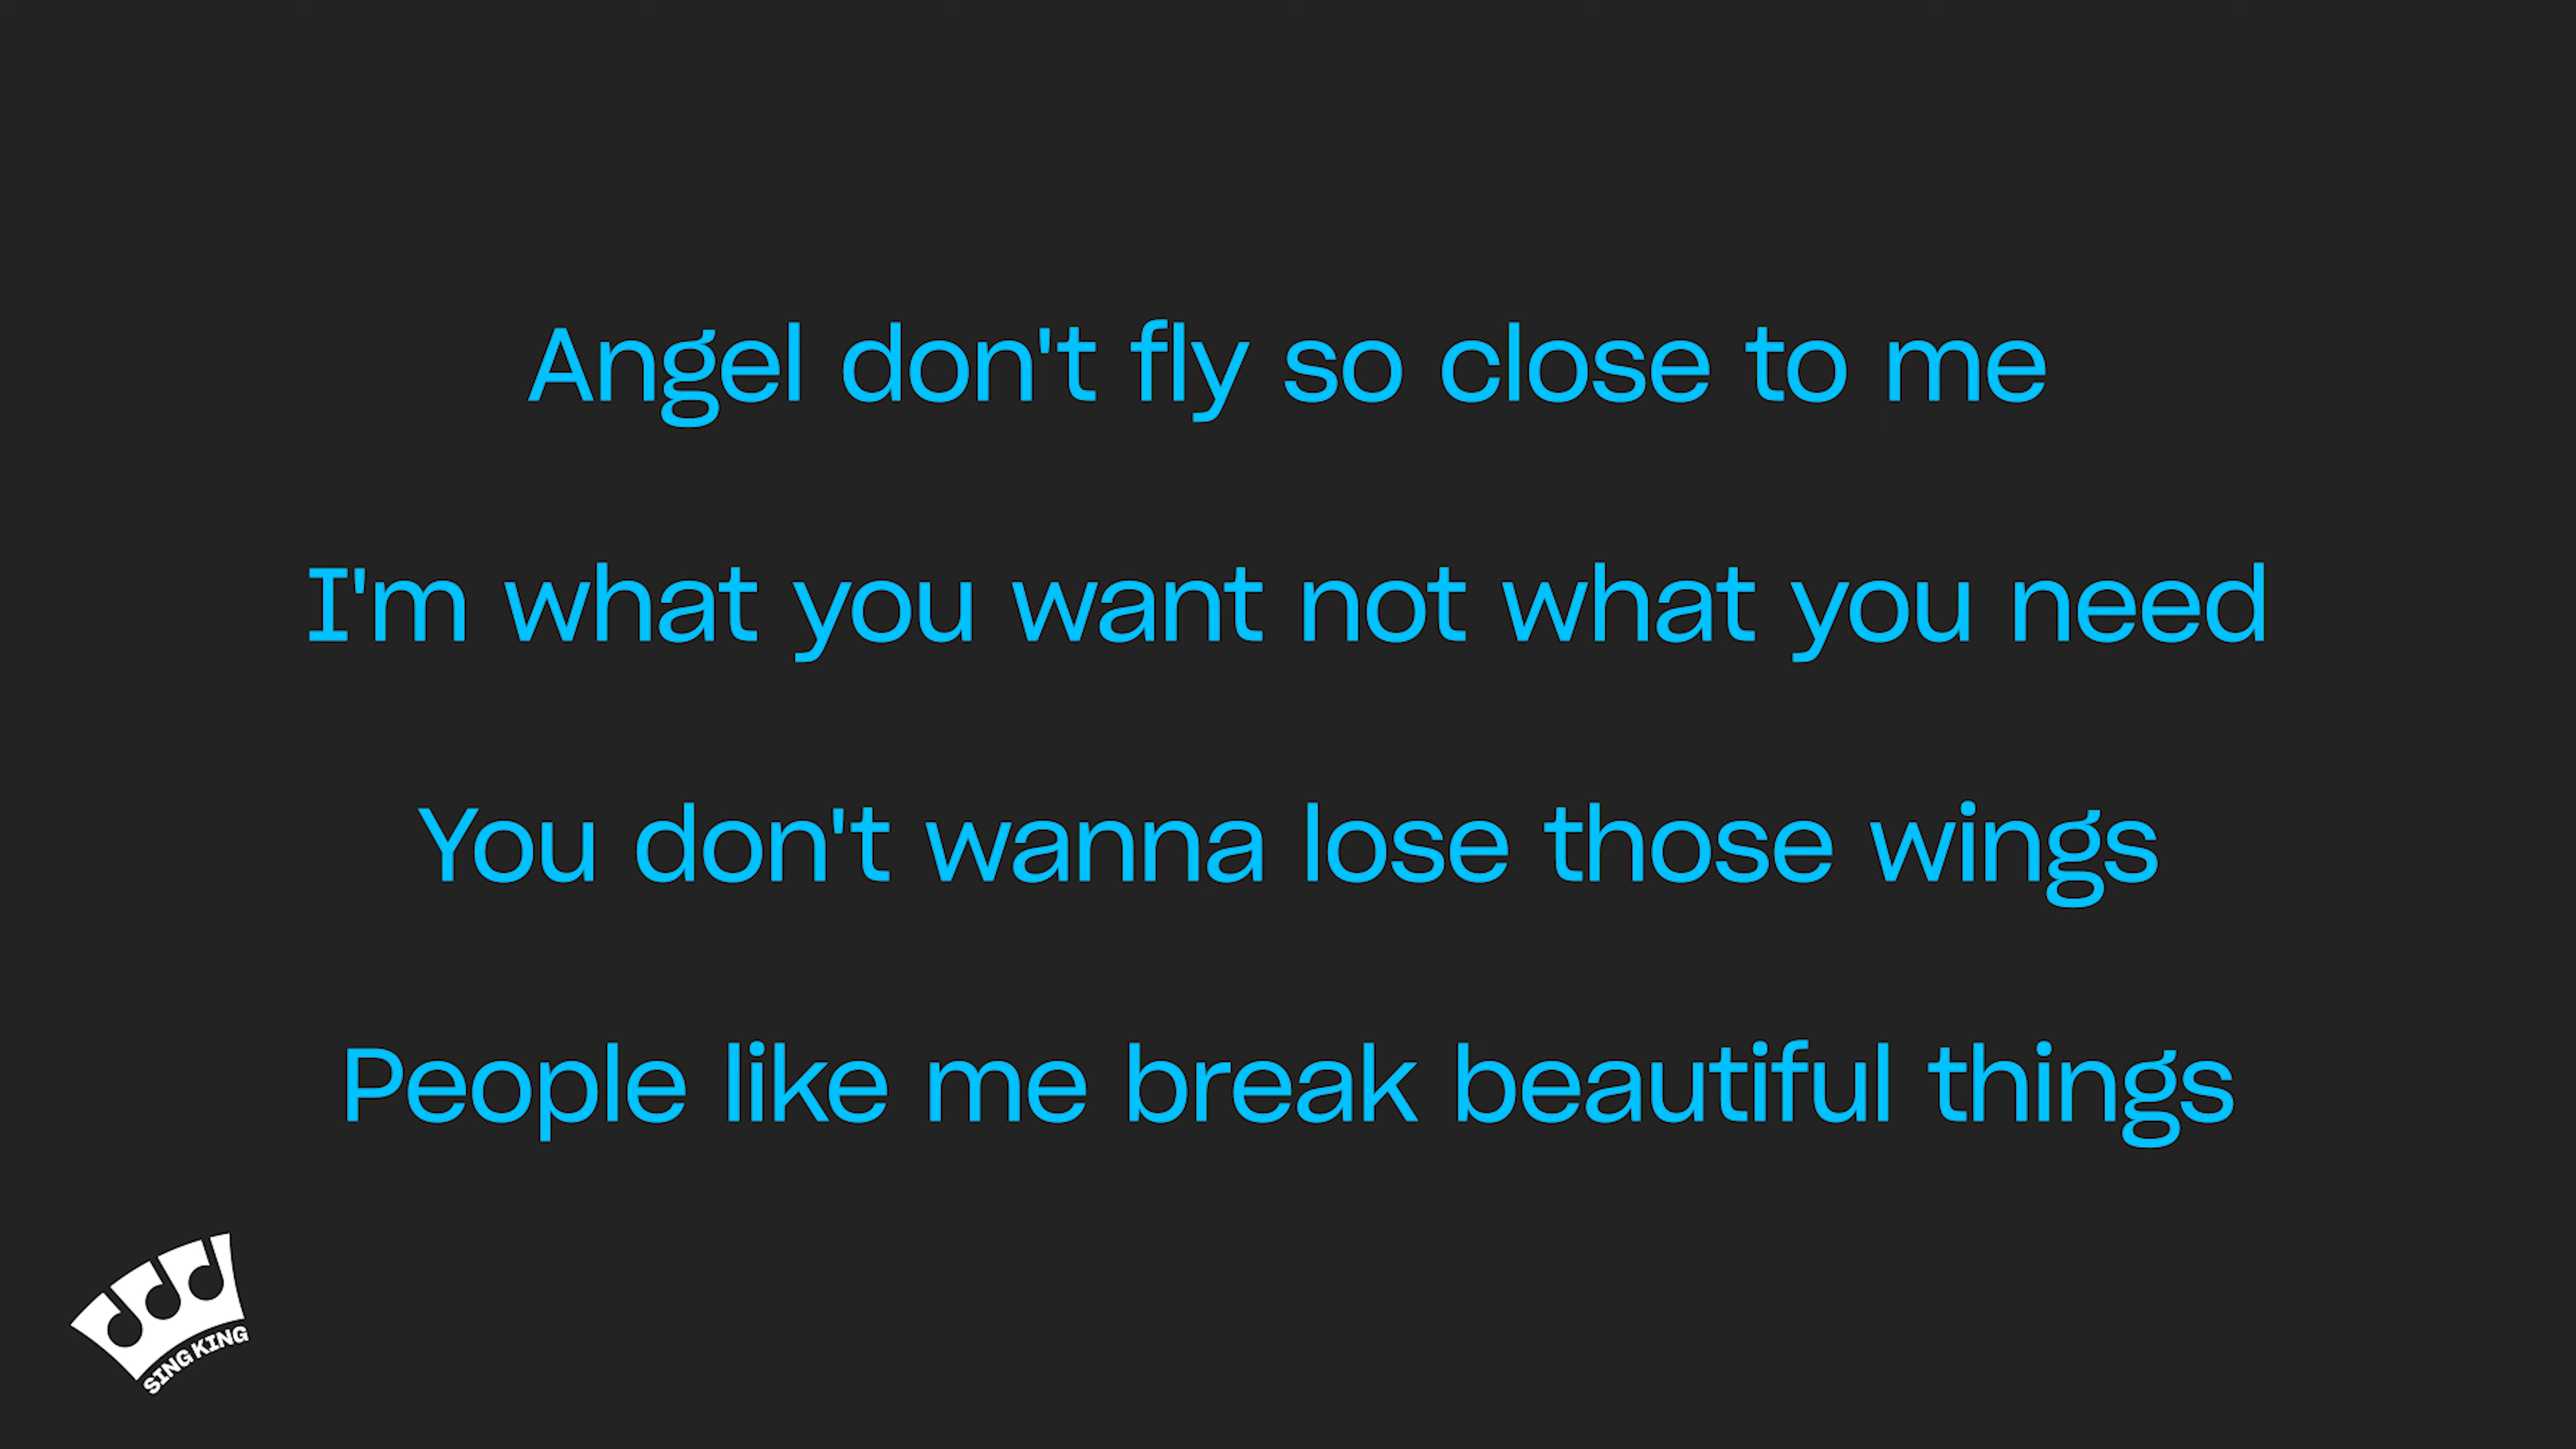 Angel don't fly so close to me
I'm what you want not what you need
You don't wanna lose those wings
People like me break beautiful things
SING KING